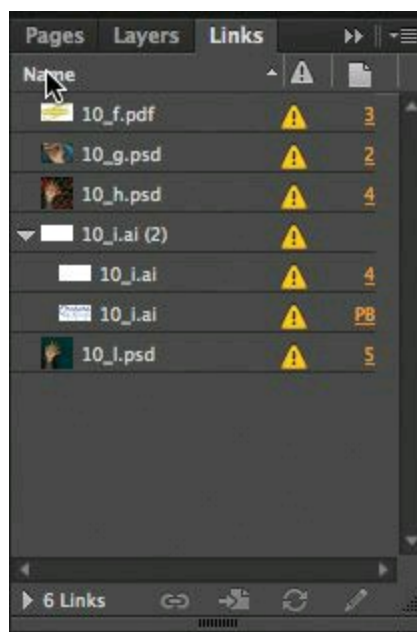 Pages Layers Links
Name
10_f.pdf 3
10_g.psd 2
10_h.psd 4
10_i.ai (2)
10_i.ai 4
10_i.ai PB
10_l.psd 5
6 Links